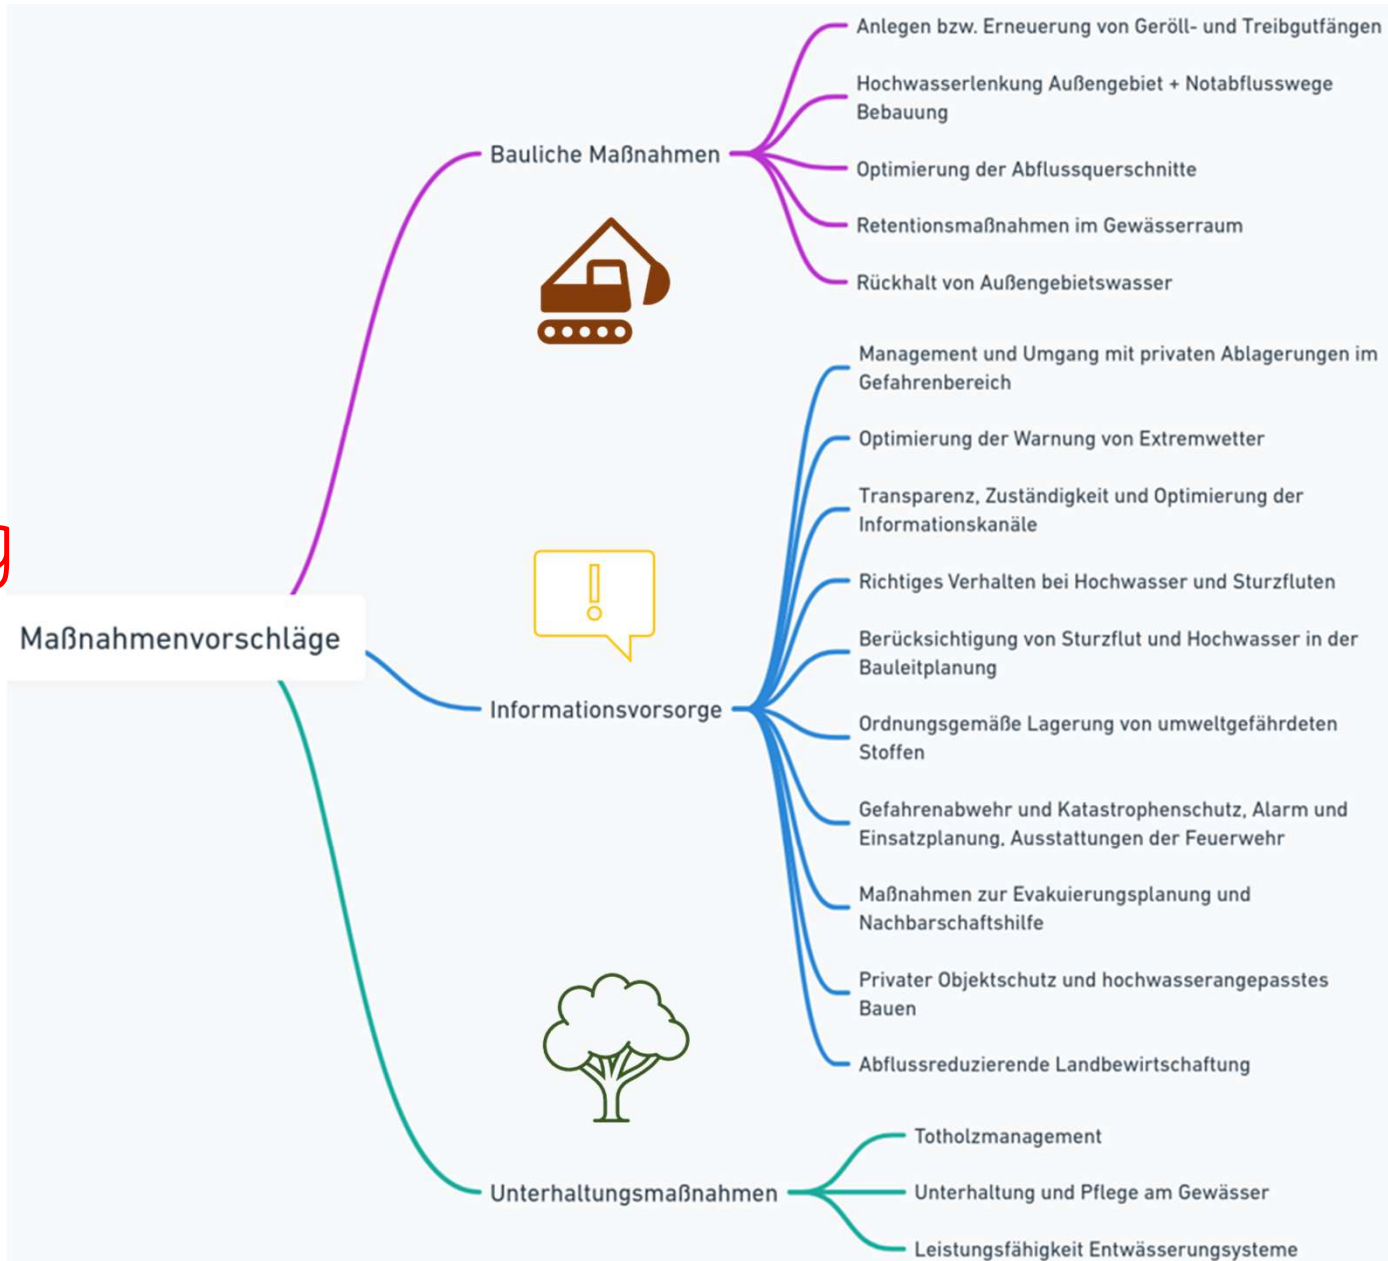 Anlegen bzw. Erneuerung von Geröll- und Treibgutfängen
Hochwasserlenkung Außengebiet + Notabflusswege
Bebauung
Bauliche Maßnahmen
Optimierung der Abflussquerschnitte
Retentionsmaßnahmen im Gewässerraum
Rückhalt von Außengebietswasser
Management und Umgang mit privaten Ablagerungen im
Gefahrenbereich
Optimierung der Warnung von Extremwetter
Transparenz, Zuständigkeit und Optimierung der
Informationskanäle
g
Richtiges Verhalten bei Hochwasser und Sturzfluten
Maßnahmenvorschläge
Berücksichtigung von Sturzflut und Hochwasser in der
Bauleitplanung
Informationsvorsorge
Ordnungsgemäße Lagerung von umweltgefährdeten
Stoffen
Gefahrenabwehr und Katastrophenschutz, Alarm und
Einsatzplanung, Ausstattungen der Feuerwehr
Maßnahmen zur Evakuierungsplanung und
Nachbarschaftshilfe
Privater Objektschutz und hochwasserangepasstes
Bauen
Abflussreduzierende Landbewirtschaftung
Totholzmanagement
Unterhaltungsmaßnahmen
Unterhaltung und Pflege am Gewässer
Leistungsfähigkeit Entwässerungsysteme